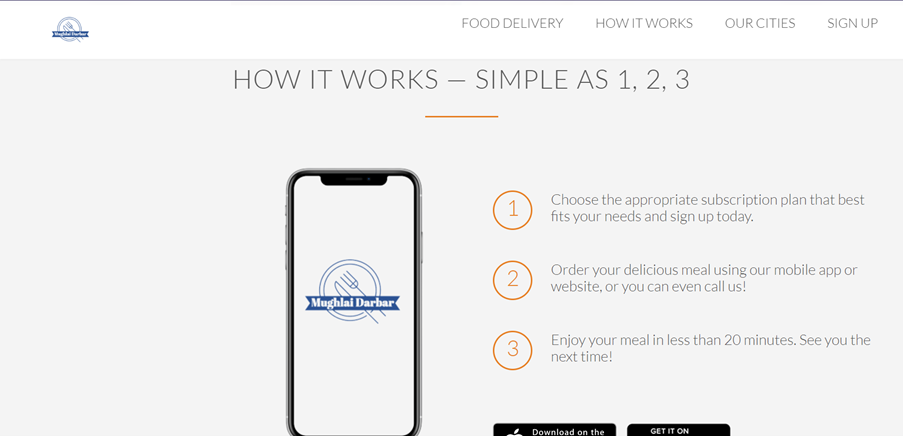 Mughlai Darbar
FOOD DELIVERY HOW IT WORKS OUR CITIES SIGN UP
HOW IT WORKS — SIMPLE AS 1, 2, 3
Mughlai Darbar
1 Choose the appropriate subscription plan that best
fits your needs and sign up today.
2 Order your delicious meal using our mobile app or
website, or you can even call us!
3 Enjoy your meal in less than 20 minutes. See you the
next time!
Download on the
GET IT ON